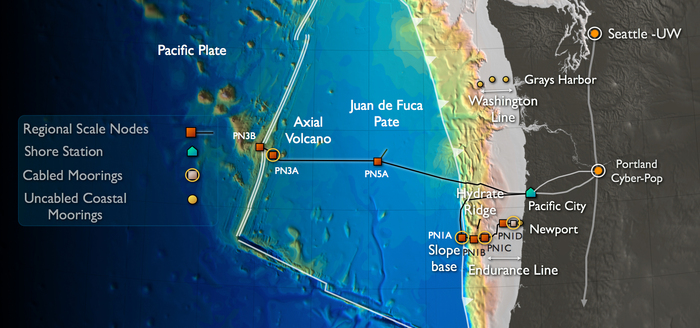 Pacific Plate
Seattle -UW
Grays Harbor
Washington
Line
Juan de Fuca
Pate
Axial
Volcano
Regional Scale Nodes
Shore Station
Cabled Moorings
Uncabled Coastal
Moorings
PN3B
PN3A
PN5A
Portland
Cyber-Pop
Hydrate
Ridge
Pacific City
Newport
PN1A
PN1B
PN1C
PN1D
Slope
base
Endurance Line